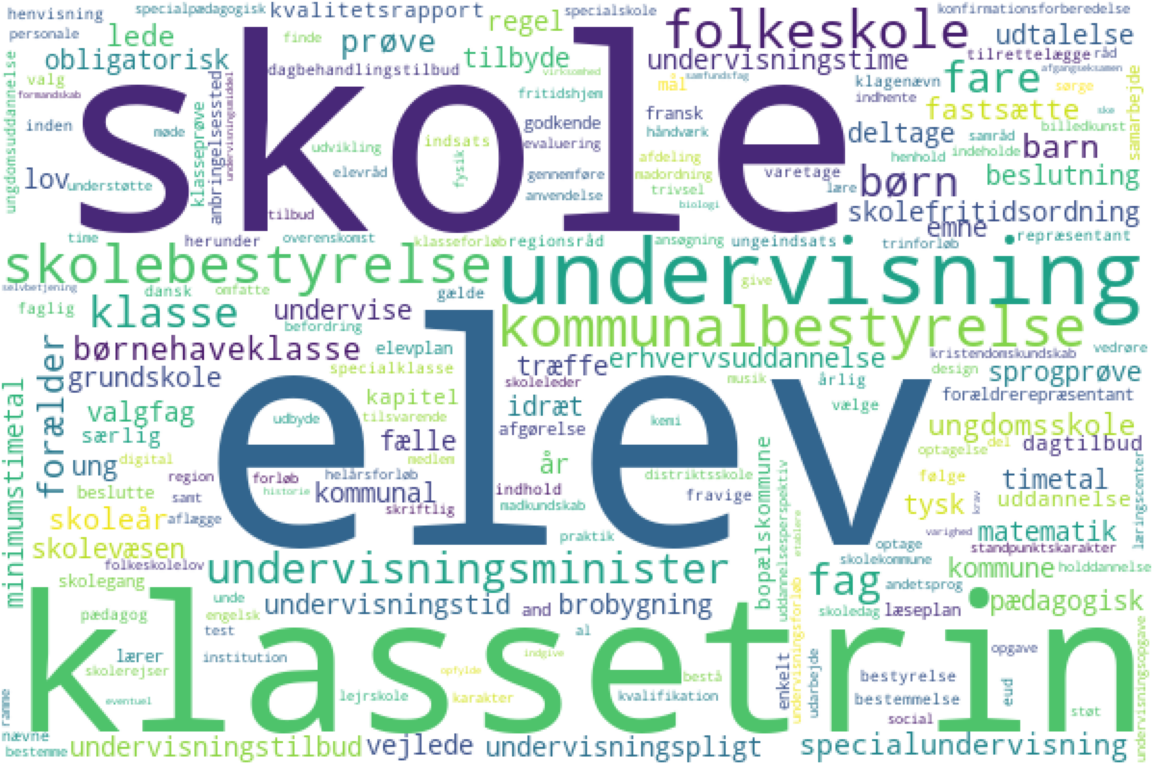 henvisning
specialpædagogisk
kvalitetsrapport
regel
specialskole
folkeskole
konfirmationsforberedelse
personale
lede
finde
prøve
tilbyde
udtalelse
obligatorisk
dagbehandlingstilbud
virksomhed
undervisningstime
samfundsfag
klagenævn
tilrettelægge
råd
afgangseksamen
ungdomsuddannelse
valg
formandskab
anbringelsessted
undervisningsmiddel
skole
fritidshjem
mål
indhente
fare
sørge
samarbejde
inden
møde
klasseprøve
udvikling
indsats
fysik
godkende
evaluering
fransk
håndværk
fastsætte
ske
billedkunst
deltage
samråd
indeholde
barn
lov
understøtte
elevråd
gennemføre
anvendelse
afdeling
madordning
trivsel
biologi
varetage
lære
børn
henhold
beslutning
tilbud
skolefritidsordning
emne
time
herunder
overenskomst
klasseforløb
regionsråd
ansøgning
ungeindsats
trinforløb
repræsentant
skolebestyrelse
undervisning
selvbetjening
dansk
omfatte
gælde
give
faglig
klasse
undervise
befordring
kommunalbestyrelse
børnehaveklasse
elevplan
træffe
erhvervsuddannelse
kristendomskundskab
vedrøre
forælder
grundskole
specialklasse
skoleleder
musik
årlig
design
sprogprøve
minimumstimetal
valgfag
kapitel
idræt
vælge
forældrerepræsentant
særlig
udbyde
tilsvarende
afgørelse
kemi
ungdomsskole
elev
fælle
ung
digital
medlem
år
bopælskommune
uddannelsesperspektiv
optagelse
del
dagtilbud
region
forløb
helårsforløb
distriktsskole
følge
timetal
læringscenter
beslutte
samt
historie
kommunal
indhold
fravige
etablere
tysk
krav
uddannelse
skoleår
aflægge
skriftlig
madkundskab
varighed
matematik
skolevæsen
praktik
optage
standpunktskarakter
folkeskolelov
undervisningsminister
skolekommune
kommune
holddannelse
skolegang
fag
andetsprog
unde
undervisningstid
and
brobygning
undervisningsforløb
læseplan
pædagogisk
pædagog
engelsk
skoledag
klassetrin
test
al
lærer
institution
indgive
enkelt
udarbejde
opgave
undervisningsopgave
skolerejser
opfylde
bestå
bestyrelse
eud
ramme
eventuel
lejrskole
karakter
kvalifikation
bestemmelse
støt
nævne
social
bestemme
undervisningstilbud
vejlede
undervisningspligt
specialundervisning